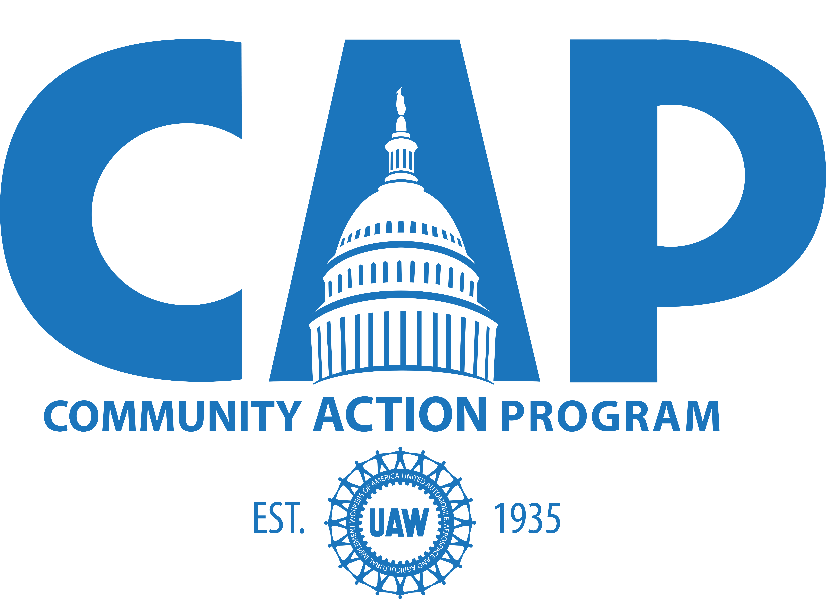 CAP
COMMUNITY ACTION PROGRAM
EST. UAW 1935